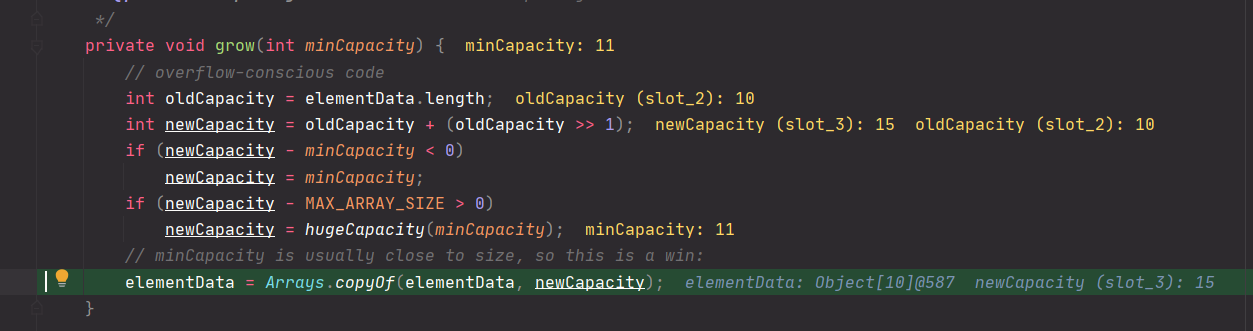 */
private void grow(int minCapacity) {  minCapacity: 11
// overflow-conscious code
int oldCapacity = elementData.length;  oldCapacity (slot_2): 10
int newCapacity = oldCapacity + (oldCapacity >> 1);  newCapacity (slot_3): 15  oldCapacity (slot_2): 10
if (newCapacity - minCapacity < 0)
newCapacity = minCapacity;
if (newCapacity - MAX_ARRAY_SIZE > 0)
newCapacity = hugeCapacity(minCapacity);  minCapacity: 11
// minCapacity is usually close to size, so this is a win:
elementData = Arrays.copyOf(elementData, newCapacity);  elementData: Object[10]@587  newCapacity (slot_3): 15
}